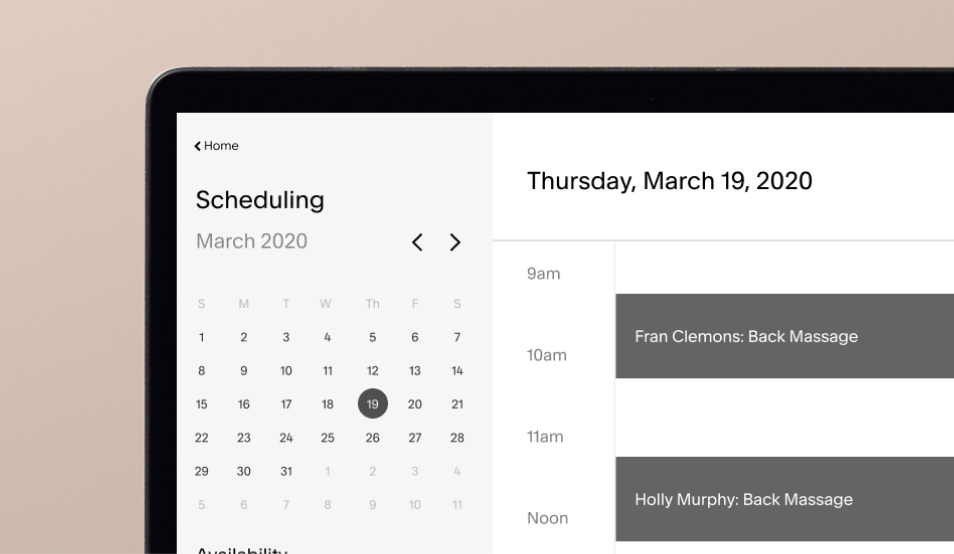 Home
Scheduling
March 2020
S M T W Th F S
1 2 3 4 5 6 7
8 9 10 11 12 13 14
15 16 17 18 19 20 21
22 23 24 25 26 27 28
29 30 31 1 2 3 4
5 6 7 8 9 10 11
Availability
Thursday, March 19, 2020
9am
Fran Clemons: Back Massage
10am
11am
Holly Murphy: Back Massage
Noon